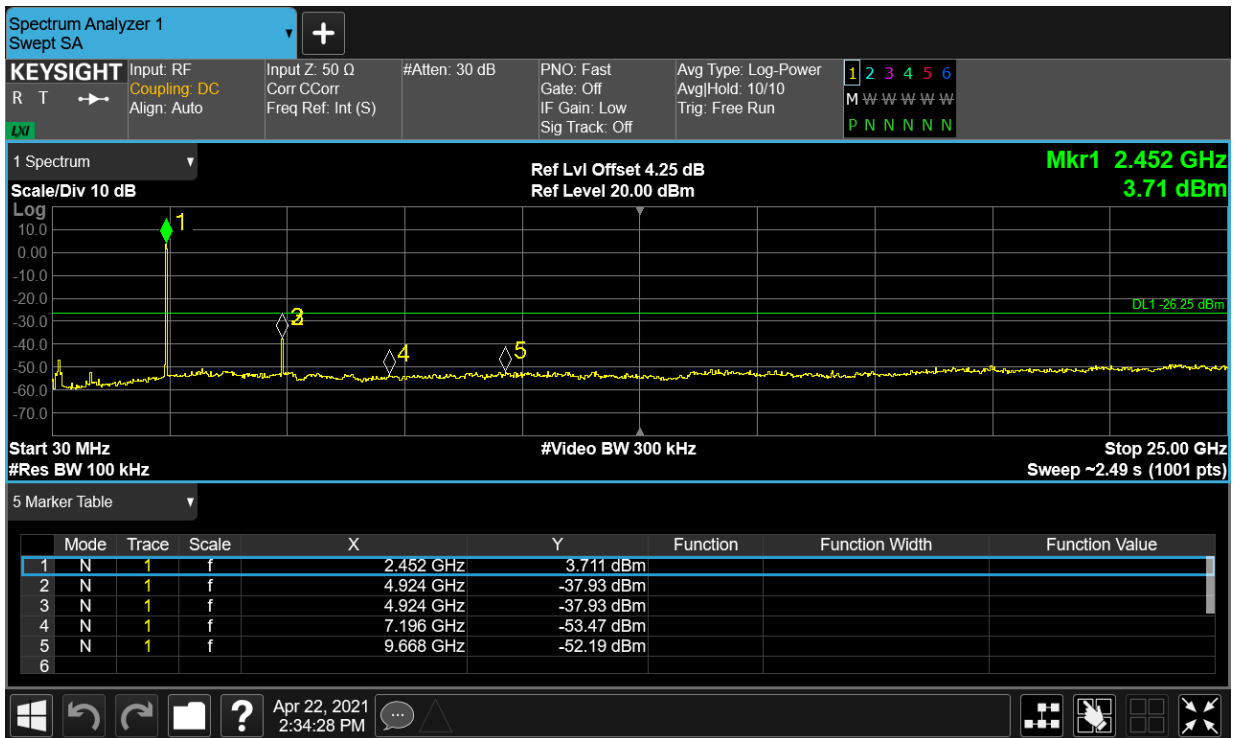 Spectrum Analyzer 1
Swept SA
+
KEYSIGHT
R T
LXI
Input: RF
Coupling: DC
Align: Auto
Input Z: 50 Ω
Corr CCorr
Freq Ref: Int (S)
#Atten: 30 dB
PNO: Fast
Gate: Off
IF Gain: Low
Sig Track: Off
Avg Type: Log-Power
Avg|Hold: 10/10
Trig: Free Run
1 2 3 4 5 6
M W W W W W
P N N N N N
1 Spectrum
Scale/Div 10 dB
Ref Lvl Offset 4.25 dB
Ref Level 20.00 dBm
Mkr1 2.452 GHz
3.71 dBm
Log
10.0
0.00
-10.0
-20.0
-30.0
-40.0
-50.0
-60.0
-70.0
1
3
4
5
DL1 -26.25 dBm
Start 30 MHz
#Video BW 300 kHz
Stop 25.00 GHz
#Res BW 100 kHz
Sweep ~2.49 s (1001 pts)
5 Marker Table
Mode Trace Scale X Y Function Function Width Function Value
1 N 1 f 2.452 GHz 3.711 dBm
2 N 1 f 4.924 GHz -37.93 dBm
3 N 1 f 4.924 GHz -37.93 dBm
4 N 1 f 7.196 GHz -53.47 dBm
5 N 1 f 9.668 GHz -52.19 dBm
6
?
Apr 22, 2021
2:34:28 PM